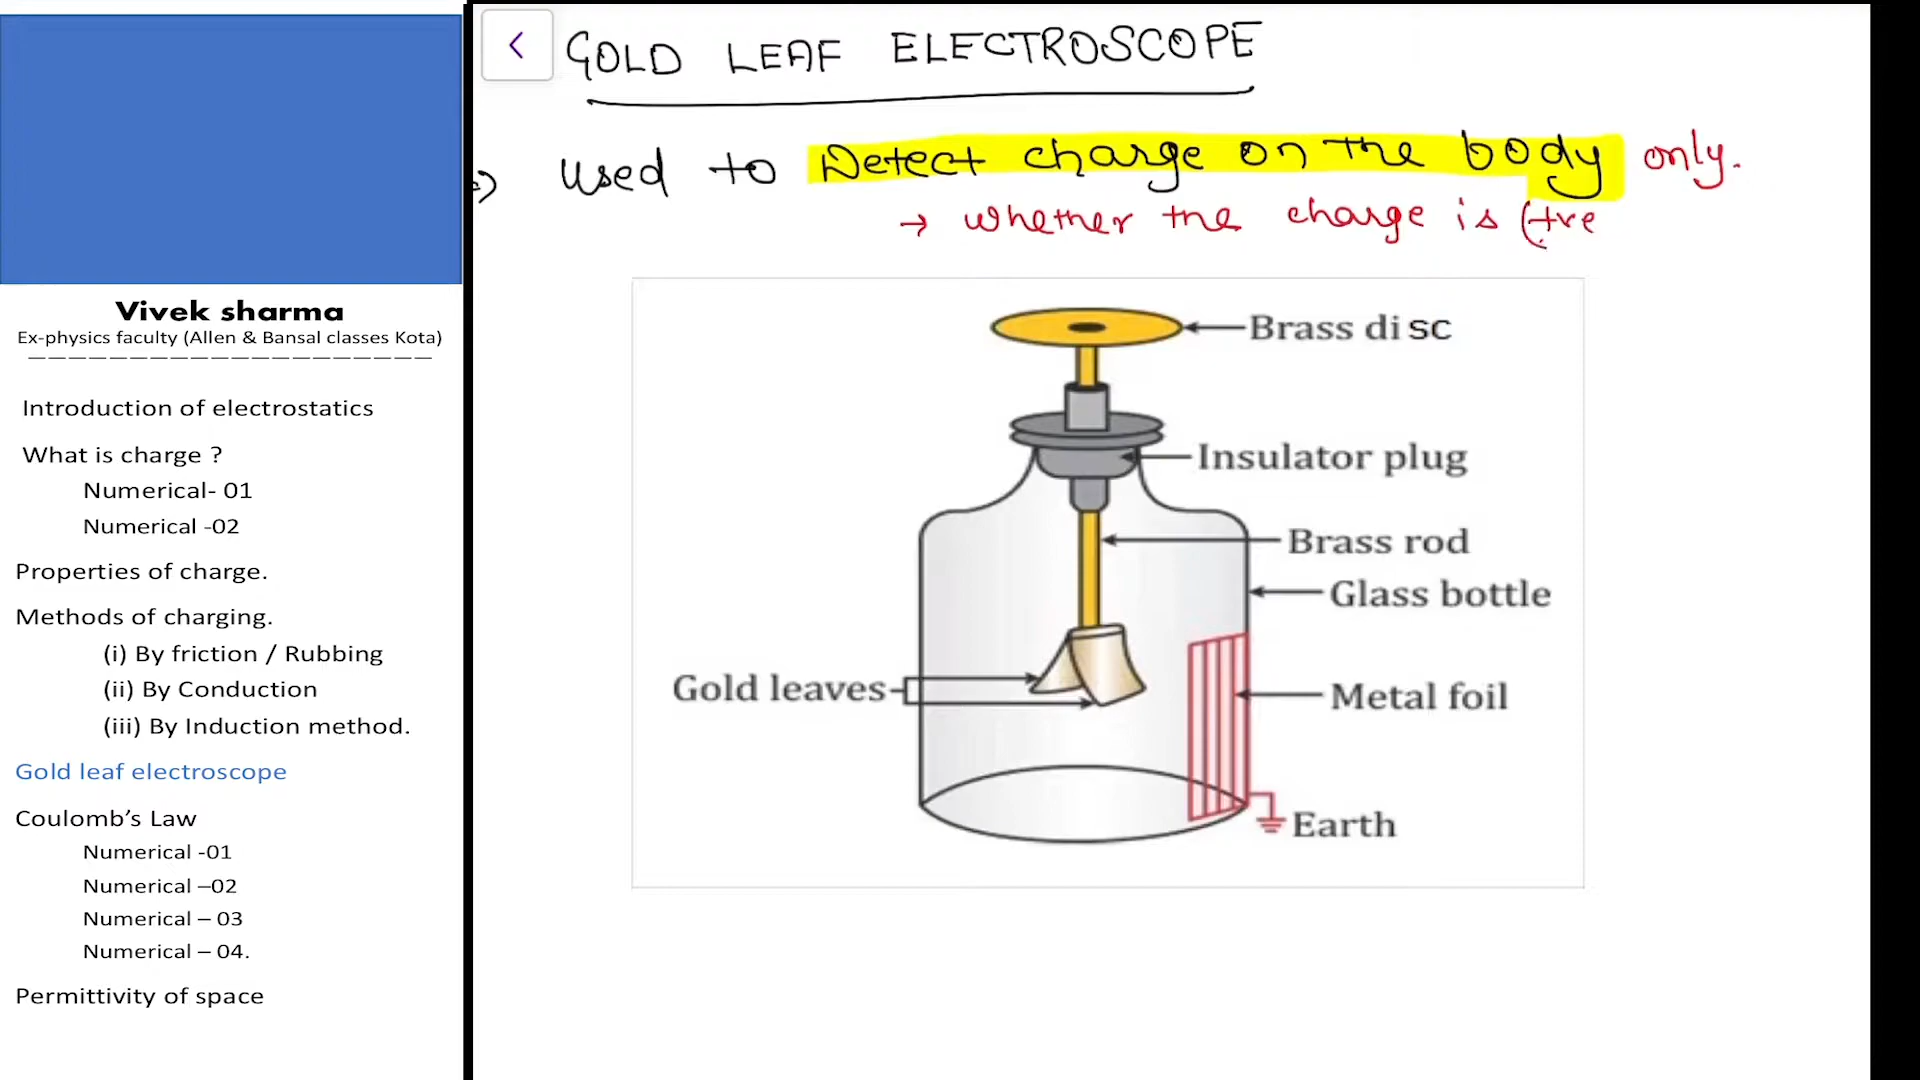 Vivek sharma
Ex-physics faculty (Allen & Bansal classes Kota)
Introduction of electrostatics
What is charge ?
Numerical- 01
Numerical -02
Properties of charge.
Methods of charging.
(i) By friction / Rubbing
(ii) By Conduction
(iii) By Induction method.
Gold leaf electroscope
Coulomb’s Law
Numerical -01
Numerical –02
Numerical – 03
Numerical – 04.
Permittivity of space
GOLD LEAF ELECTROSCOPE
⇒ Used to Detect charge on the body only.
→ whether the charge is (+ve
Brass disc
Insulator plug
Brass rod
Glass bottle
Gold leaves
Metal foil
Earth